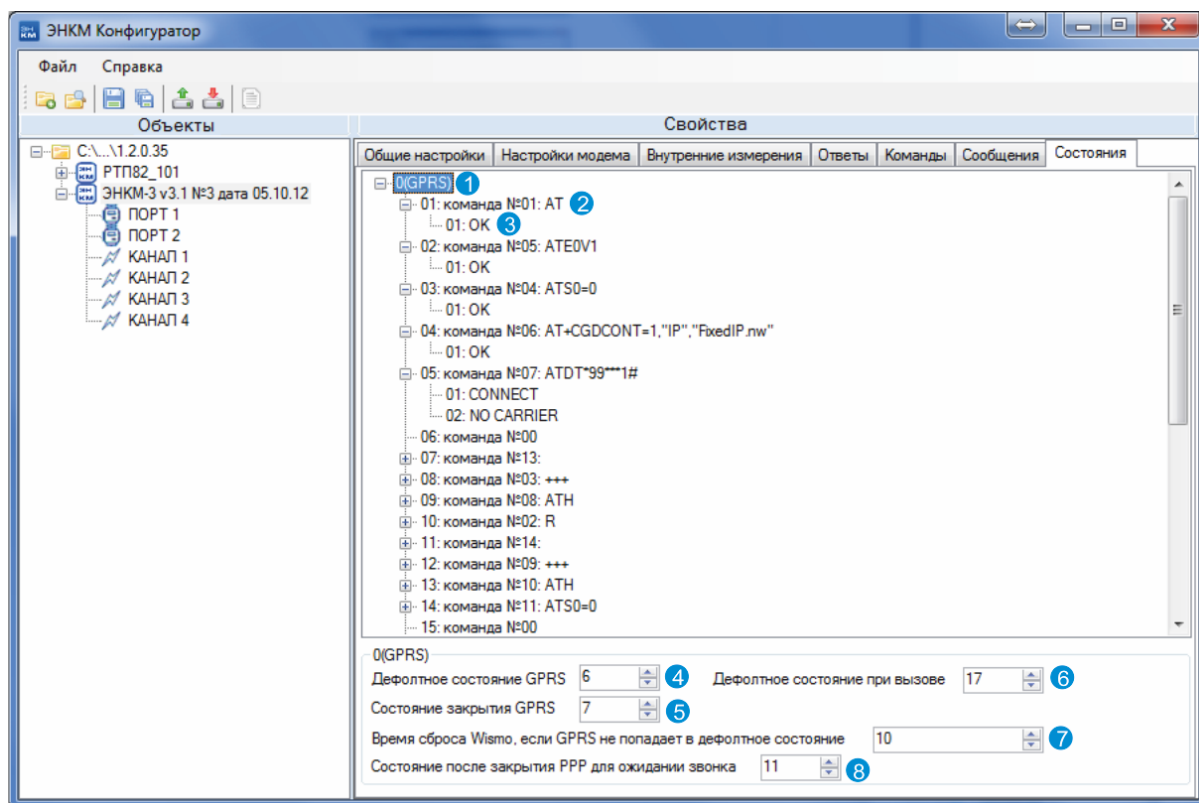 ЭНКМ Конфигуратор
Файл Справка
Объекты
Свойства
C:\...\1.2.0.35
РТП82_101
ЭНКМ-3 v3.1 №3 дата 05.10.12
ПОРТ 1
ПОРТ 2
КАНАЛ 1
КАНАЛ 2
КАНАЛ 3
КАНАЛ 4
Общие настройки Настройки модема Внутренние измерения Ответы Команды Сообщения Состояния
0(GPRS) 1
01: команда №01: AT 2
01: OK 3
02: команда №05: ATE0V1
01: OK
03: команда №04: ATS0=0
01: OK
04: команда №06: AT+CGDCONT=1,"IP","FixedIP.nw"
01: OK
05: команда №07: ATDT*99***1#
01: CONNECT
02: NO CARRIER
06: команда №00
07: команда №13:
08: команда №03: +++
09: команда №08: ATH
10: команда №02: R
11: команда №14:
12: команда №09: +++
13: команда №10: ATH
14: команда №11: ATS0=0
15: команда №00
0(GPRS)
Дефолтное состояние GPRS 6 4 Дефолтное состояние при вызове 17 6
Состояние закрытия GPRS 7 5
Время сброса Wismo, если GPRS не попадает в дефолтное состояние 10 7
Состояние после закрытия PPP для ожидании звонка 11 8